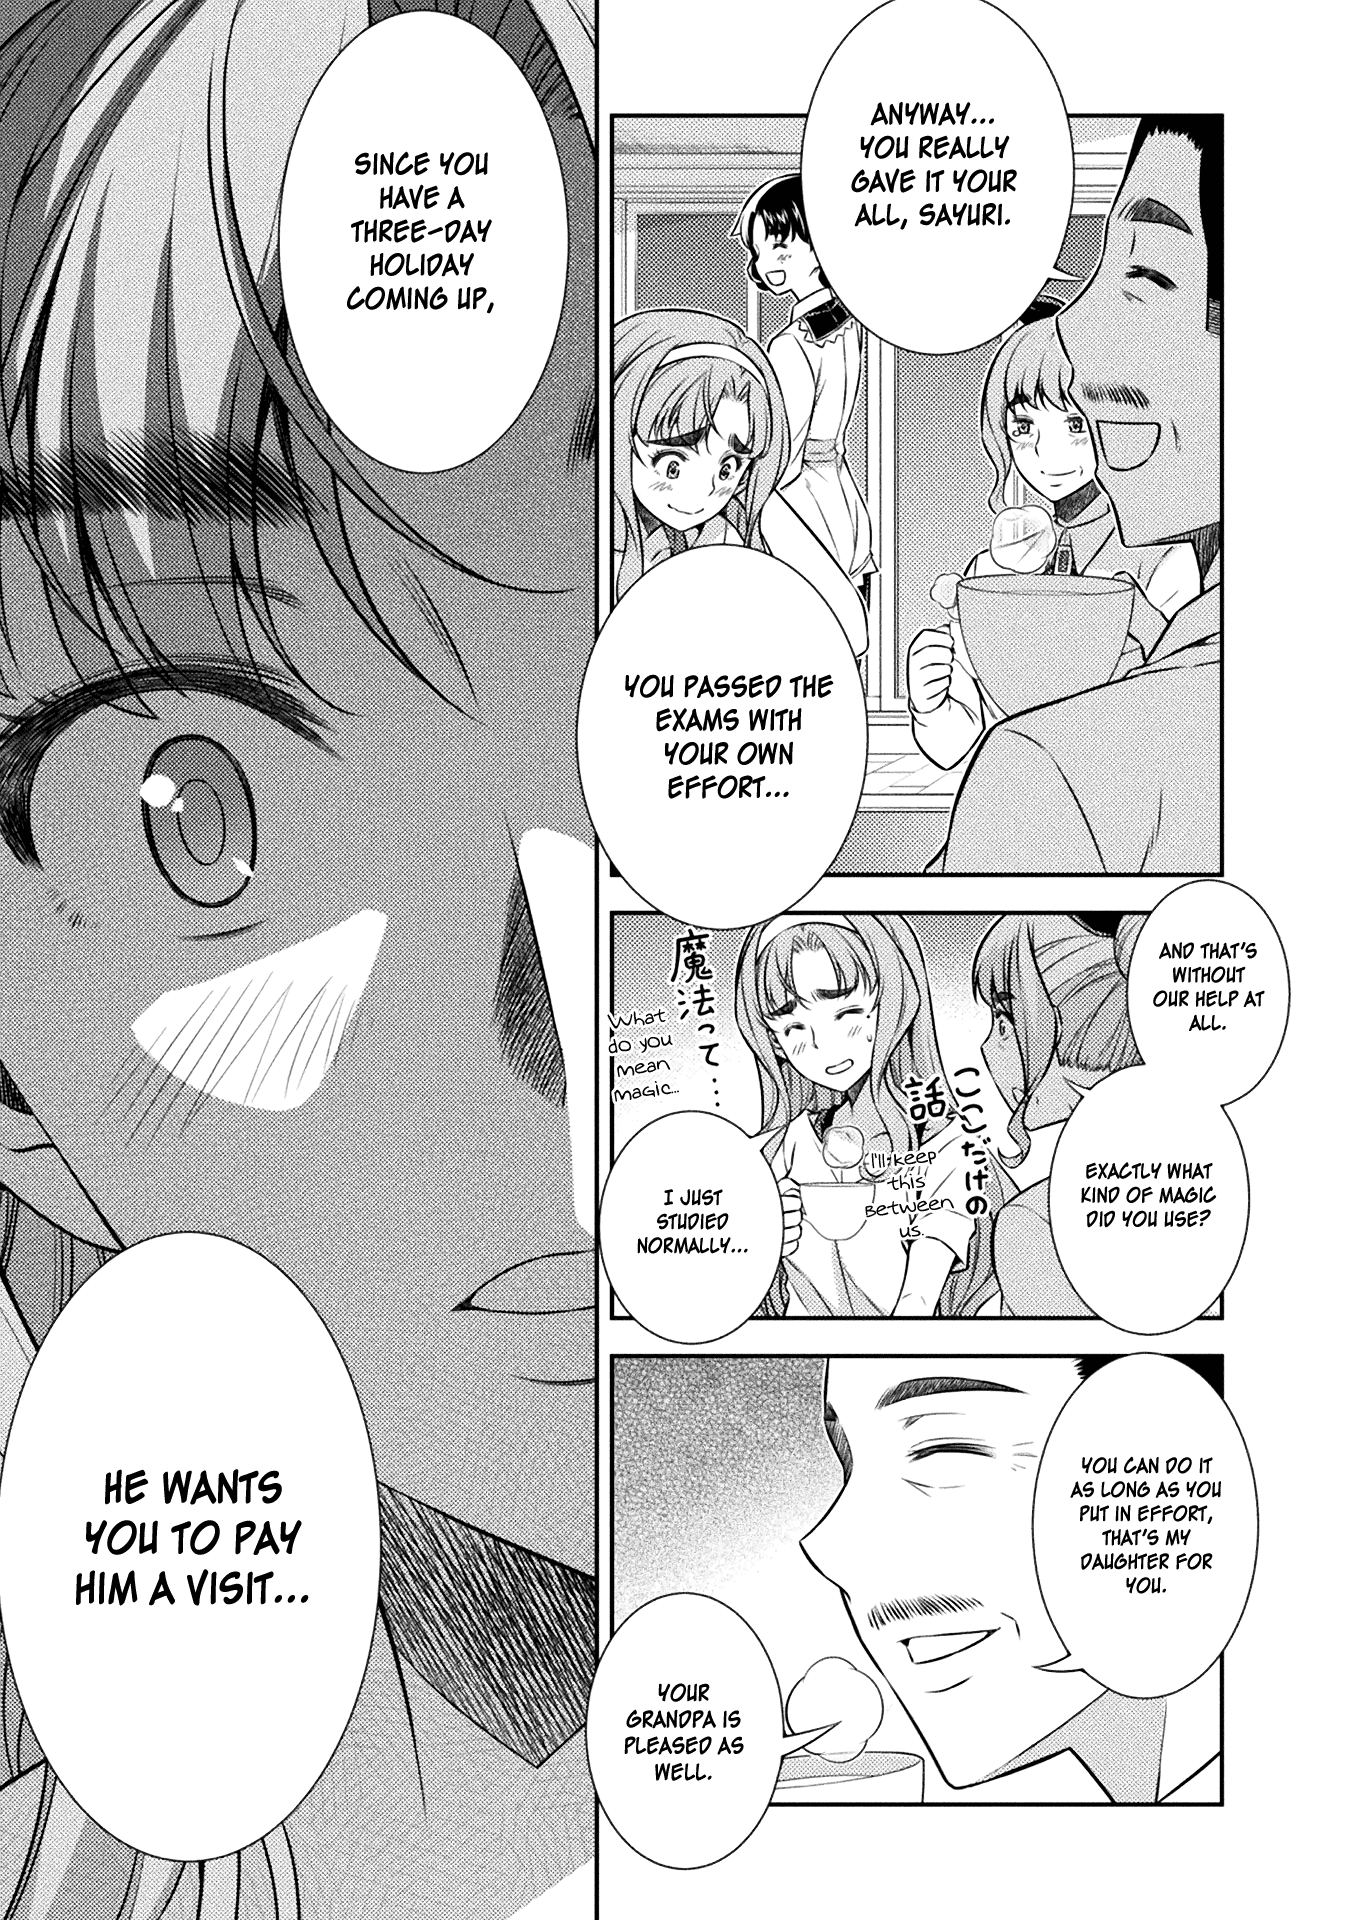 ANYWAY...
YOU REALLY
GAVE IT YOUR
ALL, SAYURI.
YOU PASSED THE
EXAMS WITH
YOUR OWN
EFFORT...
AND THAT'S
WITHOUT
OUR HELP AT
ALL.
EXACTLY WHAT
KIND OF MAGIC
DID YOU USE?
ここだけの
話
I'll keep
this
Between
us.
魔法って...
What
do you
mean
magic...
I JUST
STUDIED
NORMALLY...
YOU CAN DO IT
AS LONG AS YOU
PUT IN EFFORT,
THAT'S MY
DAUGHTER FOR
YOU.
YOUR
GRANDPA IS
PLEASED AS
WELL.
SINCE YOU
HAVE A
THREE-DAY
HOLIDAY
COMING UP,
HE WANTS
YOU TO PAY
HIM A VISIT...